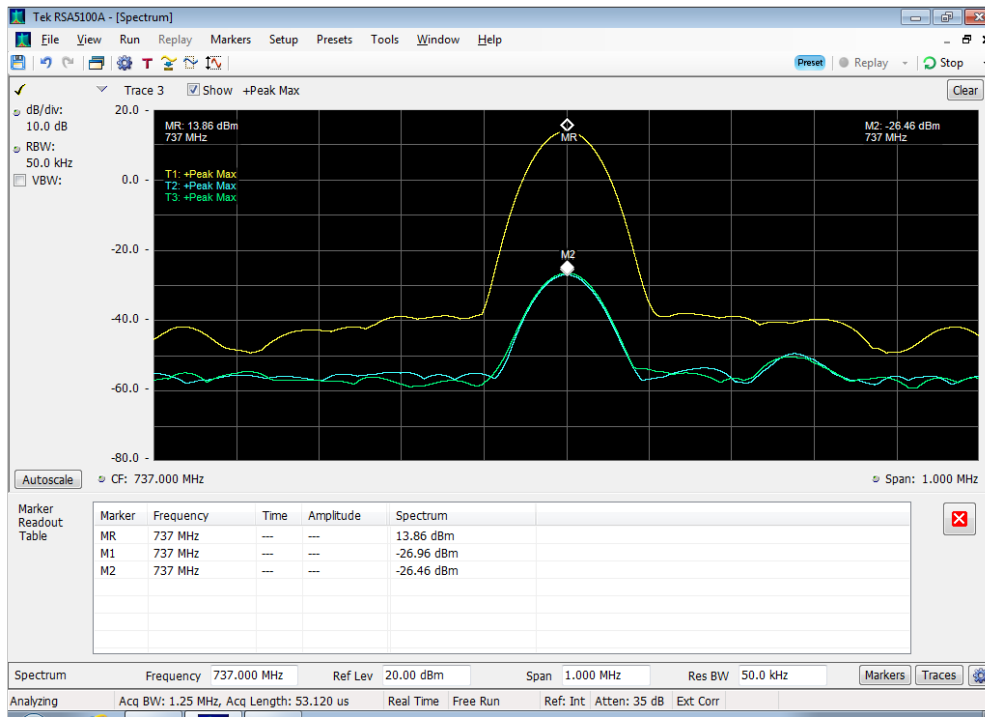 Tek RSA5100A - [Spectrum]
File View Run Replay Markers Setup Presets Tools Window Help
T Preset Replay Stop
Trace 3 Show +Peak Max Clear
dB/div:
10.0 dB
RBW:
50.0 kHz
VBW:
20.0 -
0.0 -
-20.0 -
-40.0 -
-60.0 -
-80.0 -
MR: 13.86 dBm
737 MHz
T1: +Peak Max
T2: +Peak Max
T3: +Peak Max
MR
M2
M2: -26.46 dBm
737 MHz
Autoscale CF: 737.000 MHz Span: 1.000 MHz
Marker
Readout
Table
Marker Frequency Time Amplitude Spectrum
MR 737 MHz --- --- 13.86 dBm
M1 737 MHz --- --- -26.96 dBm
M2 737 MHz --- --- -26.46 dBm
Spectrum Frequency 737.000 MHz Ref Lev 20.00 dBm Span 1.000 MHz Res BW 50.0 kHz Markers Traces
Analyzing Acq BW: 1.25 MHz, Acq Length: 53.120 us Real Time Free Run Ref: Int Atten: 35 dB Ext Corr